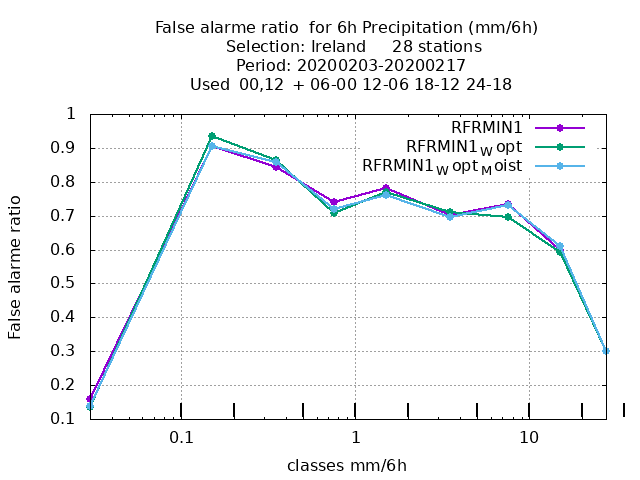 False alarme ratio  for 6h Precipitation (mm/6h)
Selection: Ireland     28 stations
Period: 20200203-20200217
Used  00,12  + 06-00 12-06 18-12 24-18
1
0.9
0.8
0.7
0.6
0.5
0.4
0.3
0.2
0.1
False alarme ratio
RFRMIN1
RFRMIN1Wopt
RFRMIN1WoptMoist
0.1
1
10
classes mm/6h